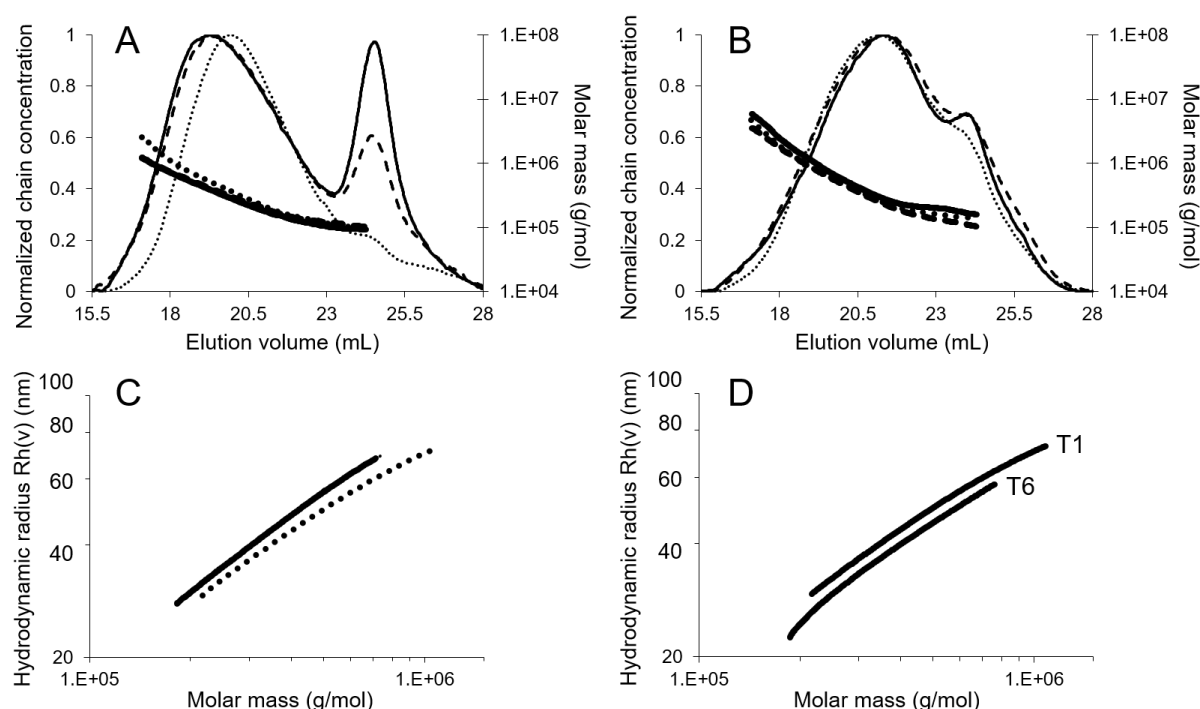 A
Normalized chain concentration
1
0.8
0.6
0.4
0.2
0
1.E+08
1.E+07
1.E+06
1.E+05
1.E+04
Molar mass (g/mol)
15.5 18 20.5 23 25.5 28
Elution volume (mL)
B
Normalized chain concentration
1
0.8
0.6
0.4
0.2
0
1.E+08
1.E+07
1.E+06
1.E+05
1.E+04
Molar mass (g/mol)
15.5 18 20.5 23 25.5 28
Elution volume (mL)
C
Hydrodynamic radius Rh(v) (nm)
100
80
60
40
20
1.E+05 1.E+06
Molar mass (g/mol)
D
Hydrodynamic radius Rh(v) (nm)
100
80
60
40
20
T1
T6
1.E+05 1.E+06
Molar mass (g/mol)